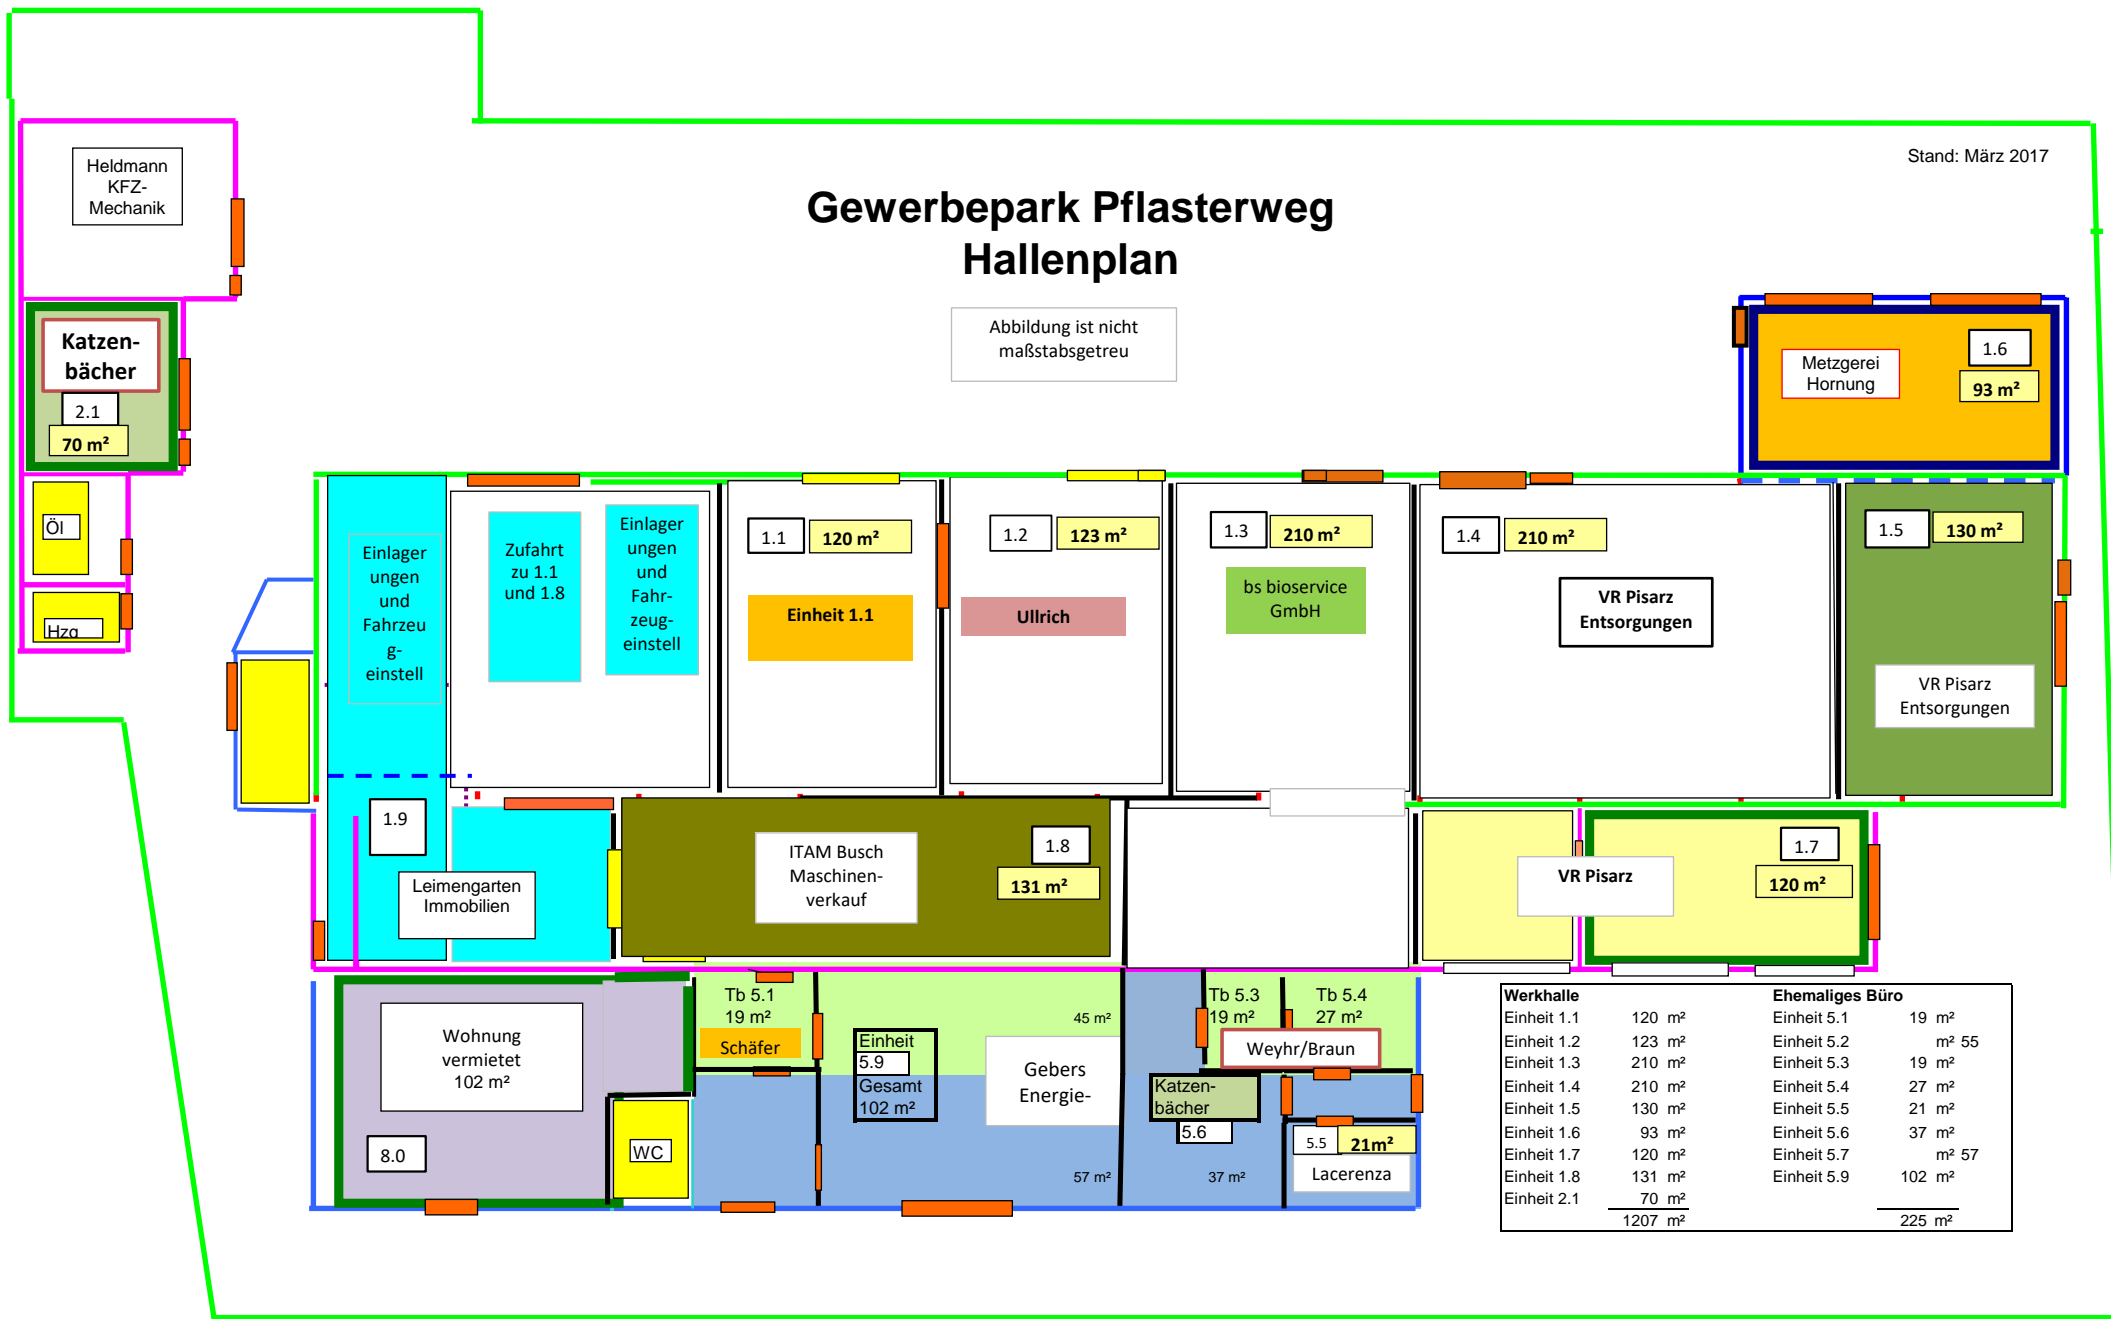 Stand: März 2017
Gewerbepark Pflasterweg
Hallenplan
Abbildung ist nicht
maßstabsgetreu
Heldmann
KFZ-
Mechanik
Katzen-
bächer
2.1
70 m²
Öl
Hzg
Metzgerei
Hornung
1.6
93 m²
Einlager
ungen
und
Fahrzeu
g-
einstell
Zufahrt
zu 1.1
und 1.8
Einlager
ungen
und
Fahr-
zeug-
einstell
1.1 120 m²
Einheit 1.1
1.2 123 m²
Ullrich
1.3 210 m²
bs bioservice
GmbH
1.4 210 m²
VR Pisarz
Entsorgungen
1.5 130 m²
VR Pisarz
Entsorgungen
1.9
Leimengarten
Immobilien
ITAM Busch
Maschinen-
verkauf
1.8
131 m²
VR Pisarz
1.7
120 m²
Wohnung
vermietet
102 m²
8.0
WC
Tb 5.1
19 m²
Schäfer
Einheit
5.9
Gesamt
102 m²
45 m²
Gebers
Energie-
57 m²
Tb 5.3
19 m²
Tb 5.4
27 m²
Weyhr/Braun
Katzen-
bächer
5.6
37 m²
5.5 21m²
Lacerenza
Werkhalle Ehemaliges Büro
Einheit 1.1 120 m² Einheit 5.1 19 m²
Einheit 1.2 123 m² Einheit 5.2 m² 55
Einheit 1.3 210 m² Einheit 5.3 19 m²
Einheit 1.4 210 m² Einheit 5.4 27 m²
Einheit 1.5 130 m² Einheit 5.5 21 m²
Einheit 1.6 93 m² Einheit 5.6 37 m²
Einheit 1.7 120 m² Einheit 5.7 m² 57
Einheit 1.8 131 m² Einheit 5.9 102 m²
Einheit 2.1 70 m²
1207 m² 225 m²